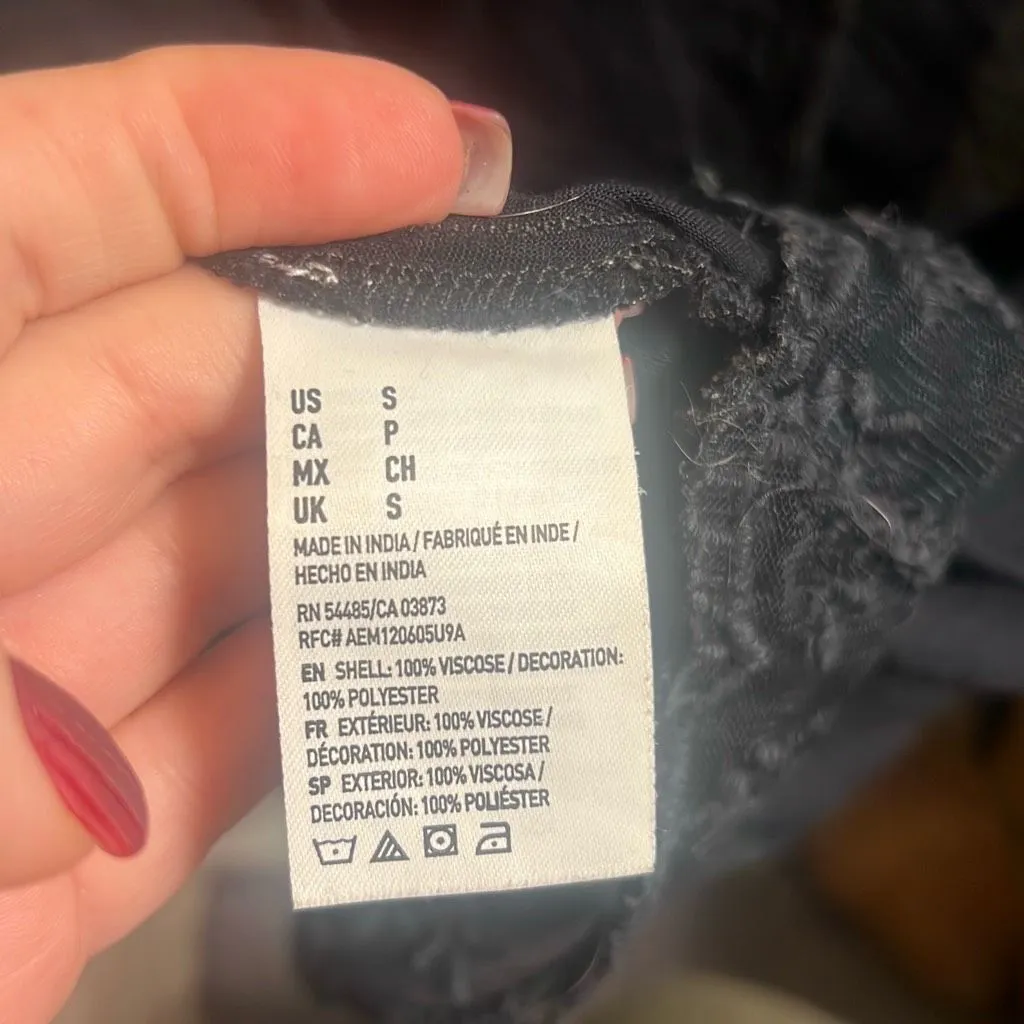 US S
CA P
MX CH
UK S
MADE IN INDIA / FABRIQUÉ EN INDE /
HECHO EN INDIA
RN 54485/CA 03873
RFC# AEM120605U9A
EN SHELL: 100% VISCOSE / DECORATION:
100% POLYESTER
FR EXTÉRIEUR: 100% VISCOSE /
DÉCORATION: 100% POLYESTER
SP EXTERIOR: 100% VISCOSA /
DECORACIÓN: 100% POLIÉSTER